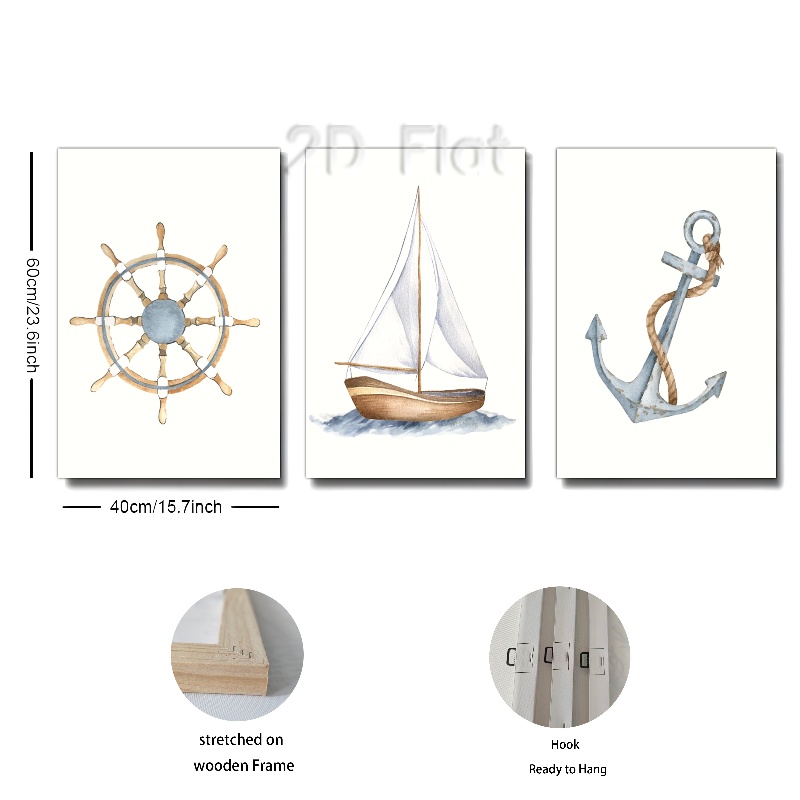 2D Flat
60cm/23.6inch
40cm/15.7inch
stretched on
wooden Frame
Hook
Ready to Hang